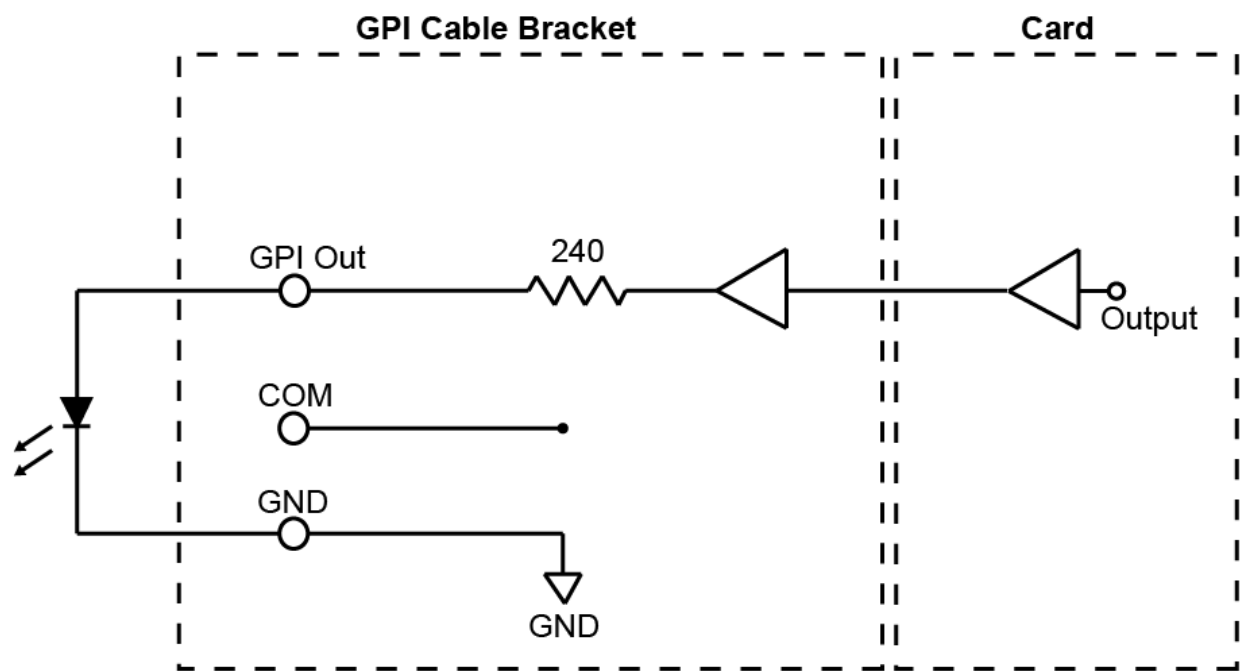 GPI Cable Bracket
Card
GPI Out
240
Output
COM
GND
GND